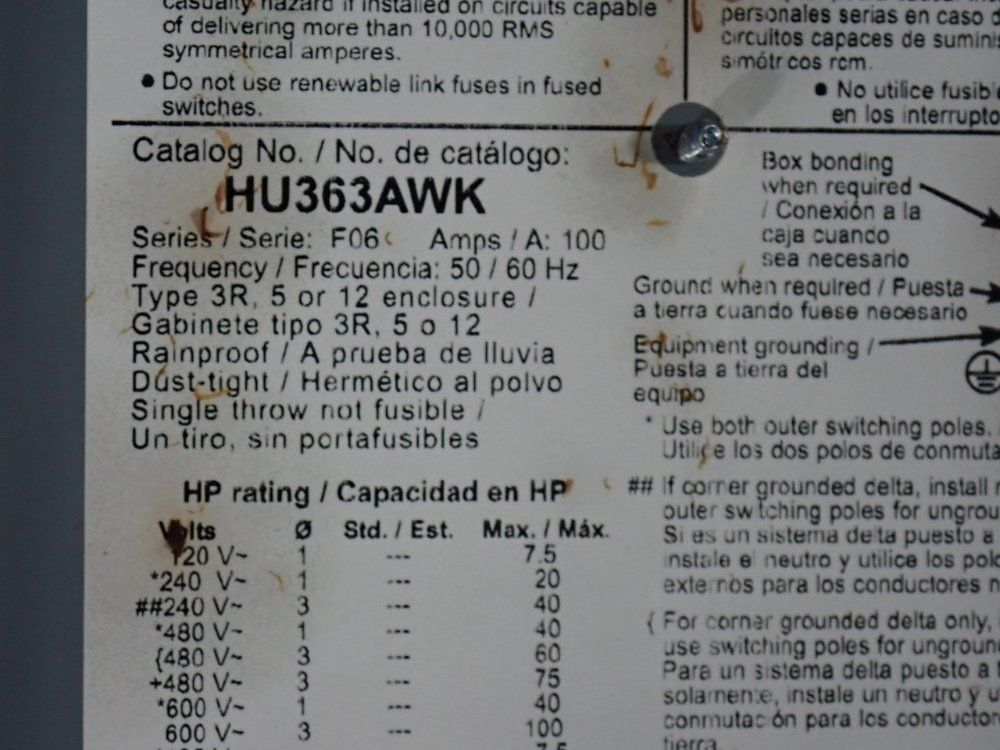 casualty hazard if installed on circuits capable
of delivering more than 10,000 RMS
symmetrical amperes.
● Do not use renewable link fuses in fused
switches.
personales serias en caso d
circuitos capaces de suminis
simétricos rcm.
● No utilice fusible
en los interrupto
Catalog No. / No. de catálogo:
HU363AWK
Series / Serie: F06 Amps / A: 100
Frequency / Frecuencia: 50 / 60 Hz
Type 3R, 5 or 12 enclosure /
Gabinete tipo 3R, 5 o 12
Rainproof / A prueba de lluvia
Dust-tight / Hermético al polvo
Single throw not fusible /
Un tiro, sin portafusibles
HP rating / Capacidad en HP
Volts Ø Std. / Est. Max. / Máx.
120 V~ 1 --- 7.5
*240 V~ 1 --- 20
##240 V~ 3 --- 40
*480 V~ 1 --- 40
{480 V~ 3 --- 60
+480 V~ 3 --- 75
*600 V~ 1 --- 40
600 V~ 3 --- 100
7.5
Box bonding
when required
/ Conexión a la
caja cuando
sea necesario
Ground when required / Puesta
a tierra cuando fuese necesario
Equipment grounding /
Puesta a tierra del
equipo
* Use both outer switching poles.
Utilice los dos polos de conmuta
## If corner grounded delta, install
outer switching poles for ungrou
Si es un sistema delta puesto a
instale el neutro y utilice los polo
externos para los conductores n
{ For corner grounded delta only,
use switching poles for ungroun
Para un sistema delta puesto a
solamente, instale un neutro y u
conmutación para los conductor
tierra.